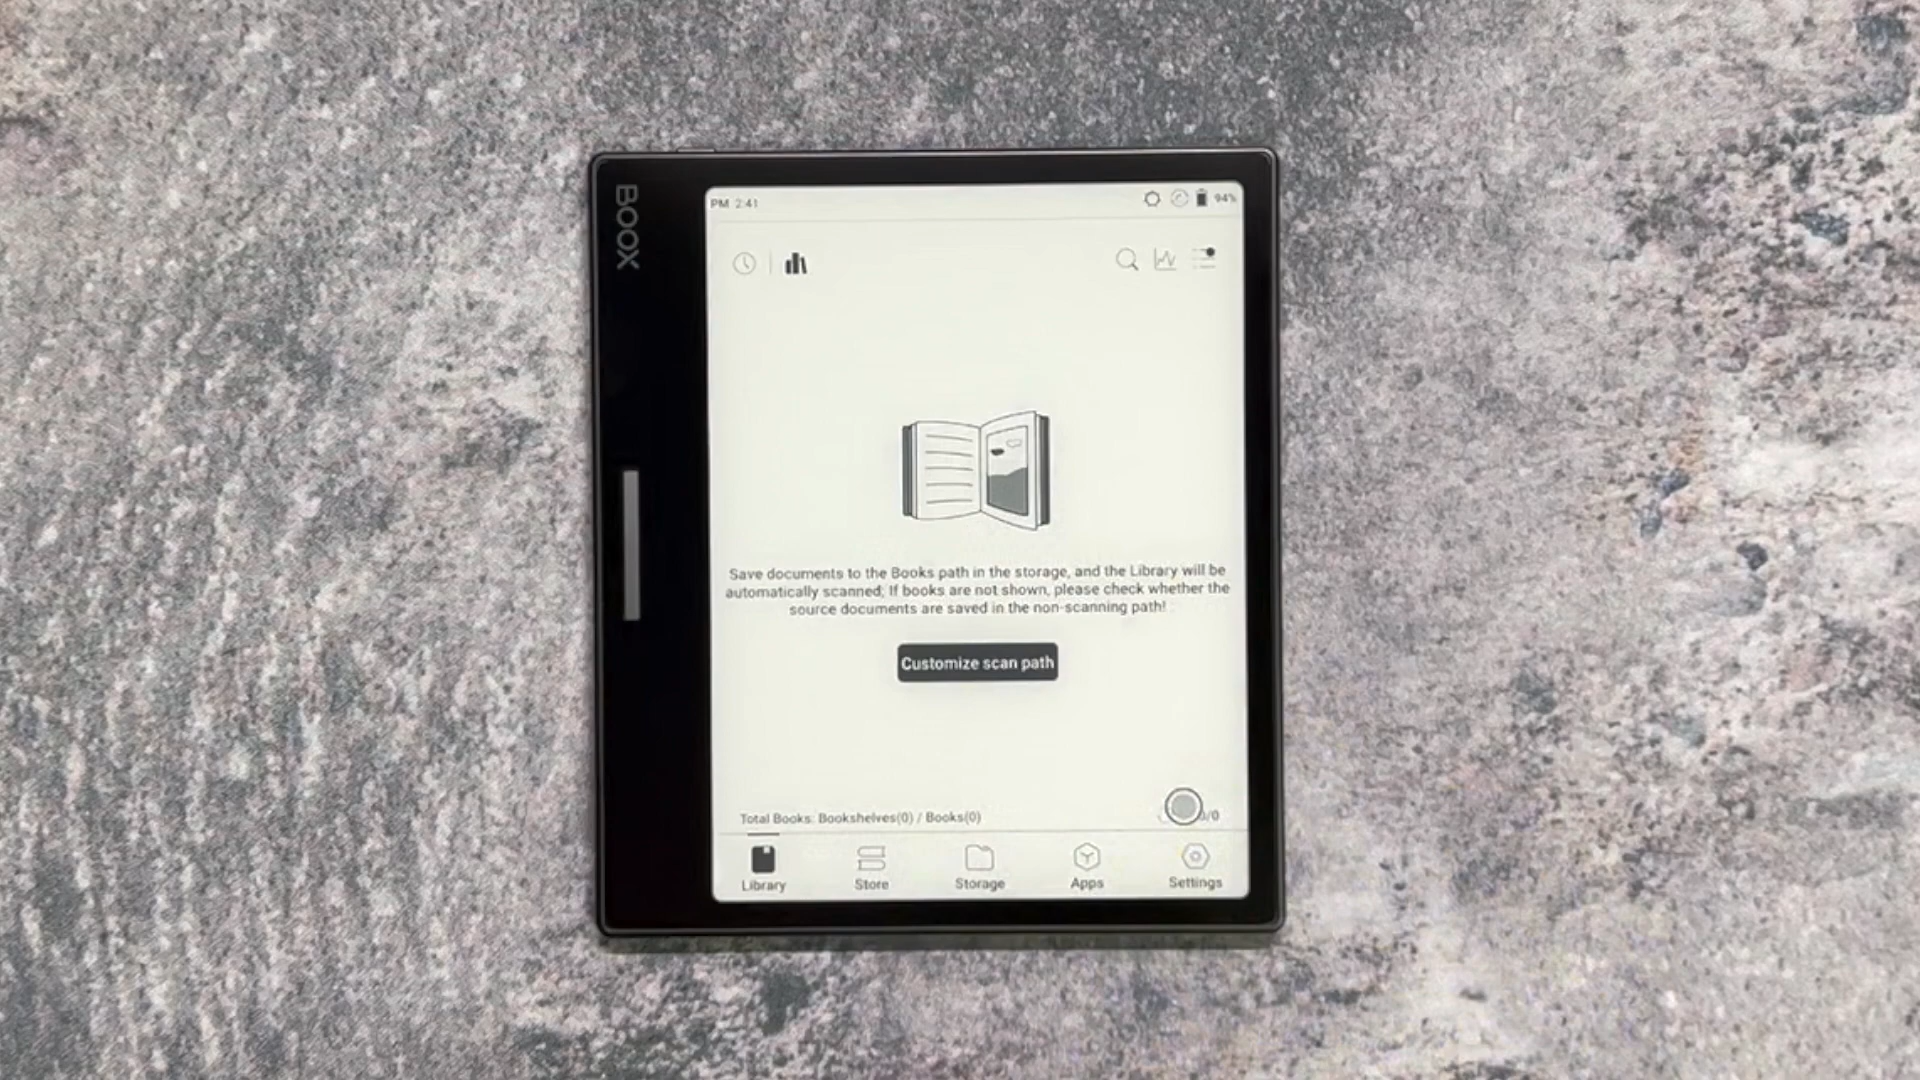 BOOX
PM 2:41
94%
Save documents to the Books path in the storage, and the Library will be
automatically scanned; If books are not shown, please check whether the
source documents are saved in the non-scanning path!
Customize scan path
Total Books: Bookshelves(0) / Books(0)
/0
Library Store Storage Apps Settings